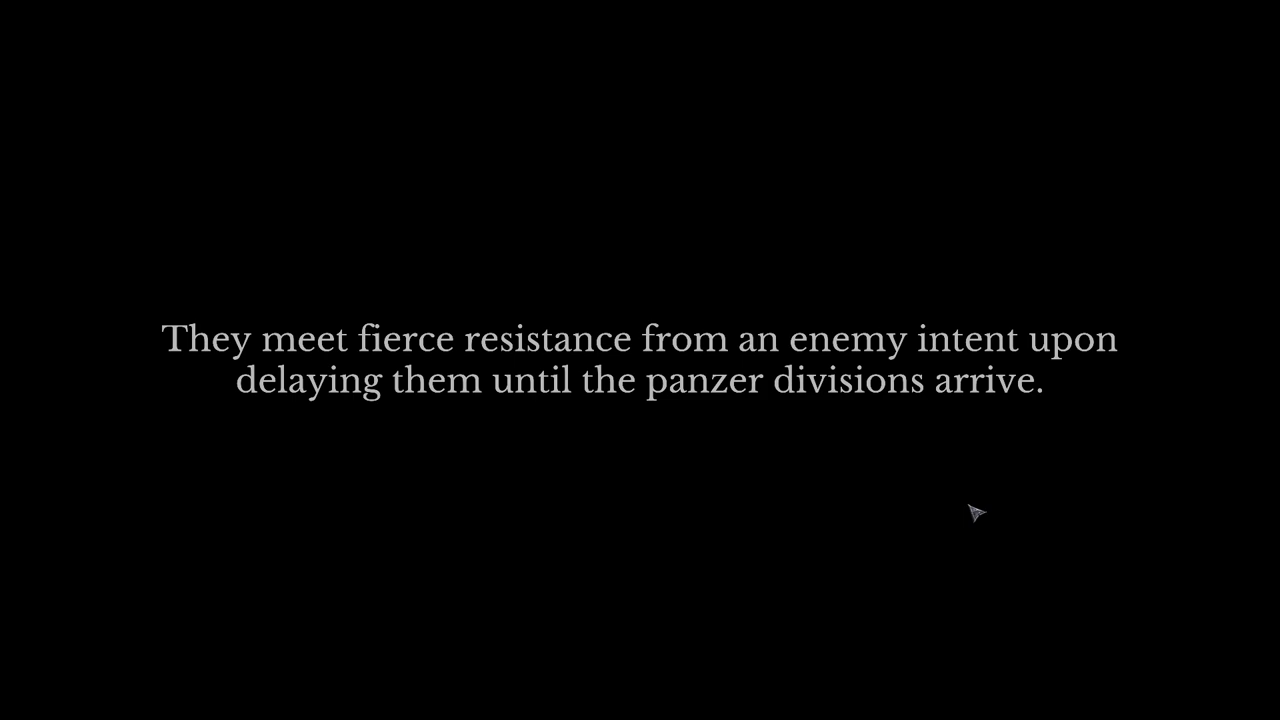 They meet fierce resistance from an enemy intent upon
delaying them until the panzer divisions arrive.